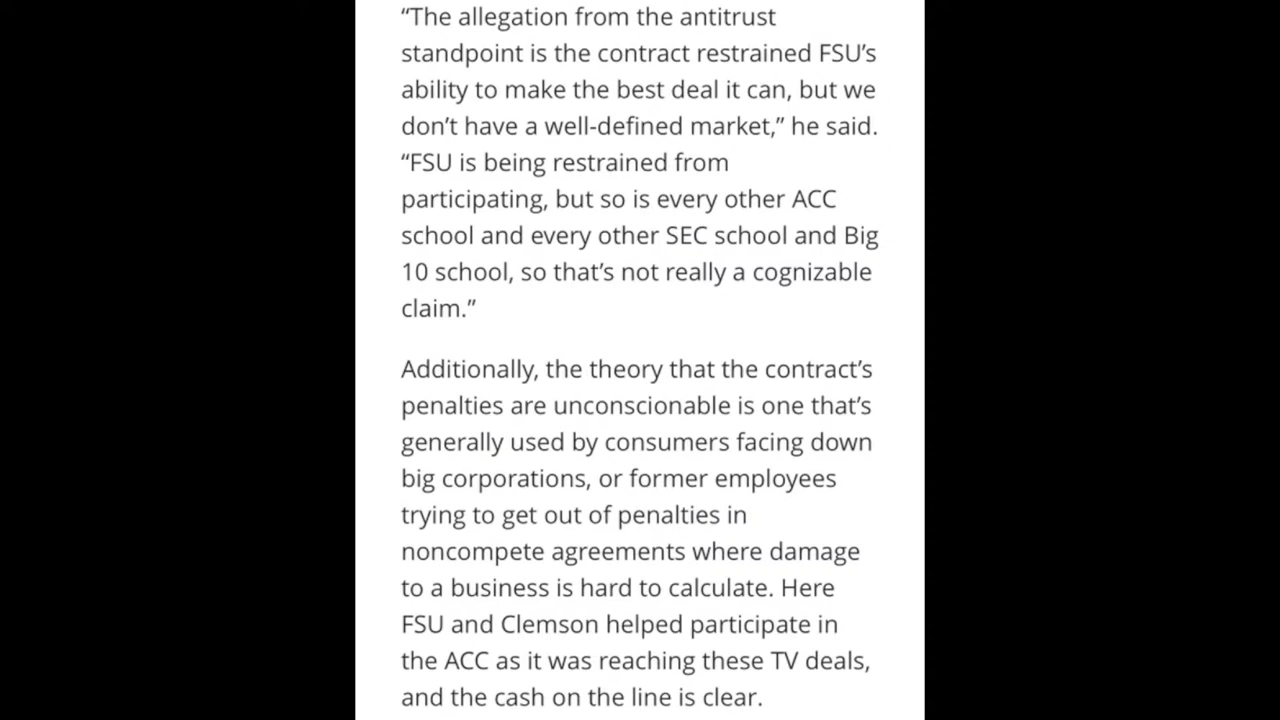 “The allegation from the antitrust
standpoint is the contract restrained FSU’s
ability to make the best deal it can, but we
don’t have a well-defined market,” he said.
“FSU is being restrained from
participating, but so is every other ACC
school and every other SEC school and Big
10 school, so that’s not really a cognizable
claim.”
Additionally, the theory that the contract’s
penalties are unconscionable is one that’s
generally used by consumers facing down
big corporations, or former employees
trying to get out of penalties in
noncompete agreements where damage
to a business is hard to calculate. Here
FSU and Clemson helped participate in
the ACC as it was reaching these TV deals,
and the cash on the line is clear.